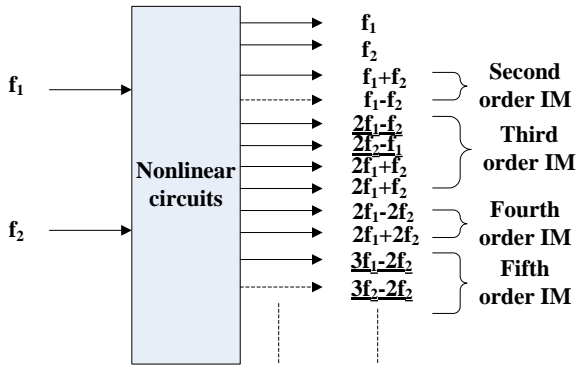 f₁
f₂
f₁+f₂
f₁-f₂
2f₁-f₂
2f₂-f₁
2f₁+f₂
2f₁+f₂
2f₁-2f₂
2f₁+2f₂
3f₁-2f₂
3f₂-2f₂
Second
order IM
Third
order IM
Fourth
order IM
Fifth
order IM
f₁
f₂
Nonlinear
circuits